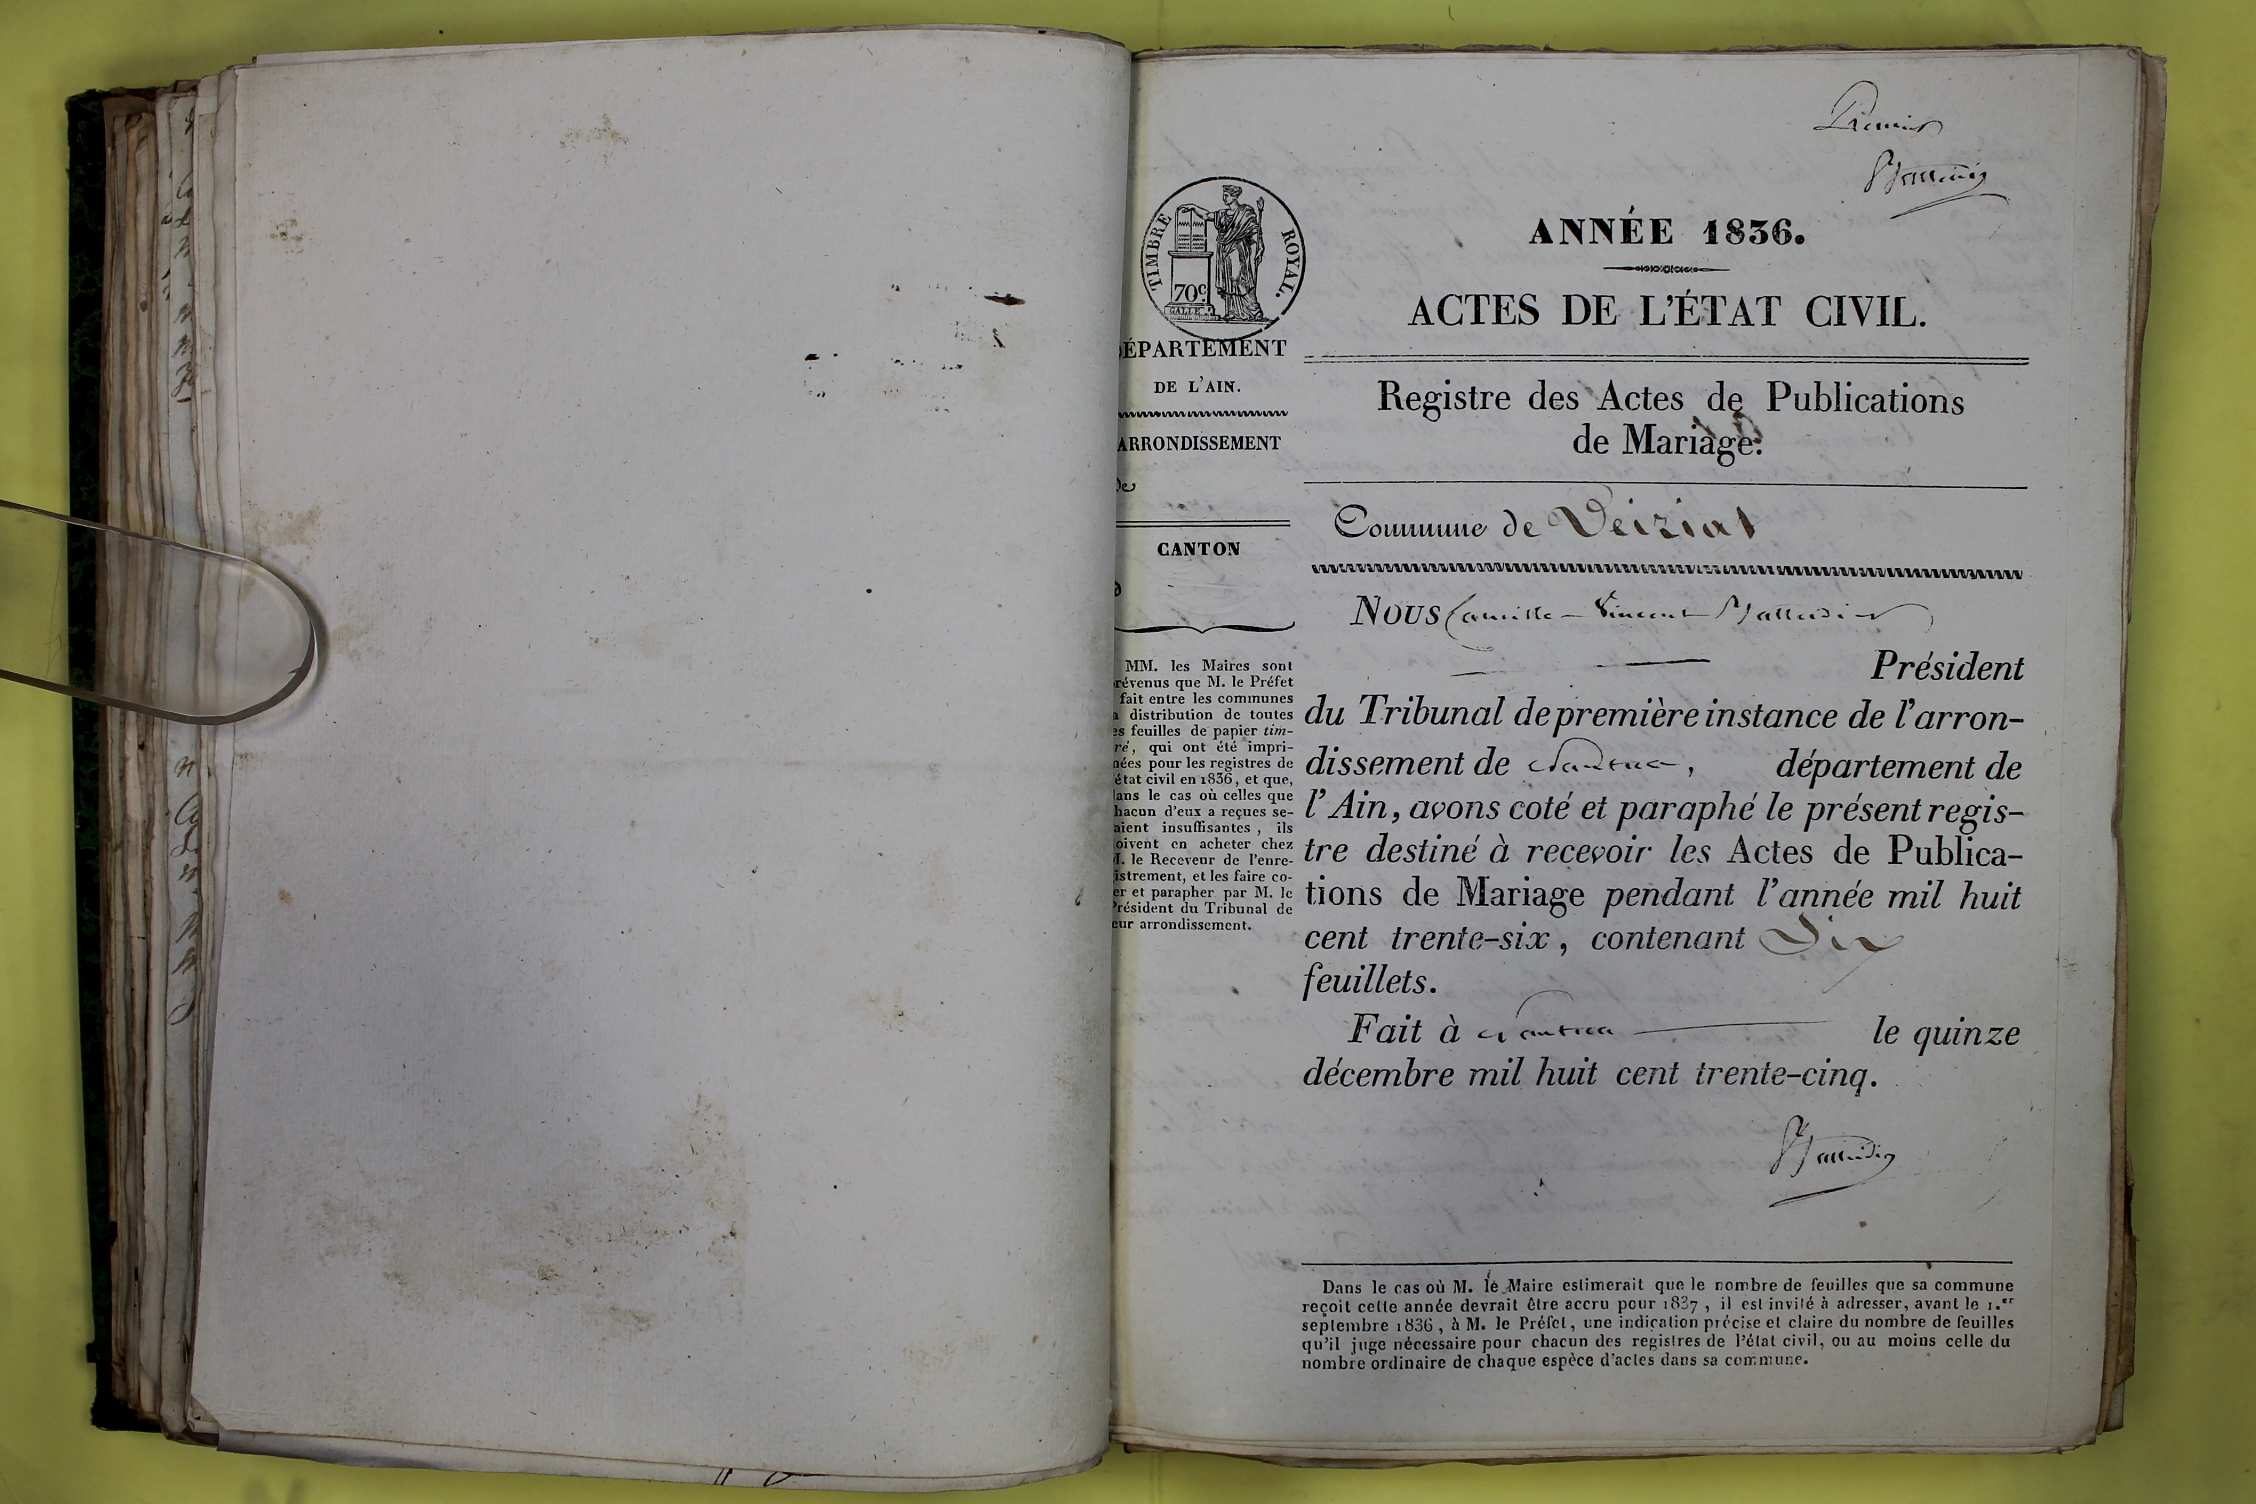 Premier
TIMBRE ROYAL.
70c.
GALLE
DÉPARTEMENT
DE L'AIN.
ARRONDISSEMENT
de
CANTON
MM. les Maires sont
prévenus que M. le Préfet
fait entre les communes
la distribution de toutes
les feuilles de papier tim-
bré, qui ont été impri-
mées pour les registres de
l'état civil en 1836, et que,
dans le cas où celles que
chacun d'eux a reçues se-
raient insuffisantes, ils
doivent en acheter chez
M. le Receveur de l'enre-
gistrement, et les faire co-
ter et parapher par M. le
Président du Tribunal de
leur arrondissement.
ANNÉE 1836.
ACTES DE L'ÉTAT CIVIL.
Registre des Actes de Publications
de Mariage.
Commune de Veiziat
Nous Camille-Vincent
Président
du Tribunal de première instance de l'arron-
dissement de Nantua, département de
l'Ain, avons coté et paraphé le présent regis-
tre destiné à recevoir les Actes de Publica-
tions de Mariage pendant l'année mil huit
cent trente-six, contenant Dix
feuillets.
Fait à Nantua le quinze
décembre mil huit cent trente-cinq.
Dans le cas où M. le Maire estimerait que le nombre de feuilles que sa commune
reçoit cette année devrait être accru pour 1837, il est invité à adresser, avant le 1.er
septembre 1836, à M. le Préfet, une indication précise et claire du nombre de feuilles
qu'il juge nécessaire pour chacun des registres de l'état civil, ou au moins celle du
nombre ordinaire de chaque espèce d'actes dans sa commune.